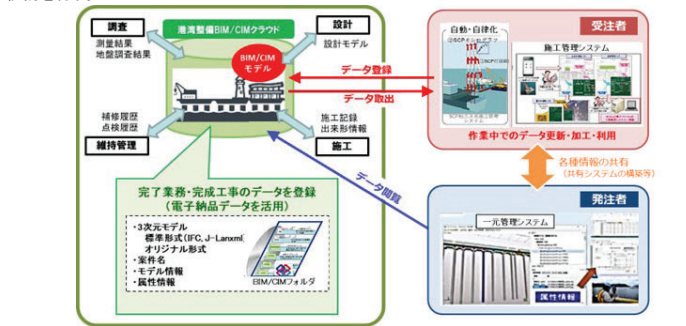 調査
測量結果
地盤調査結果
港湾整備BIM/CIMクラウド
設計
設計モデル
BIM/CIM
モデル
補修履歴
点検履歴
維持管理
施工記録
出来形情報
施工
完了業務・完成工事のデータを登録
(電子納品データを活用)
・3次元モデル
標準形式(IFC, J-Lanxml)
オリジナル形式
・案件名
・モデル情報
・属性情報
BIM/CIMフォルダ
データ登録
データ取出
データ閲覧
自動・自律化
受注者
施工管理システム
作業中でのデータ更新・加工・利用
各種情報の共有
(共有システムの構築等)
発注者
一元管理システム
属性情報